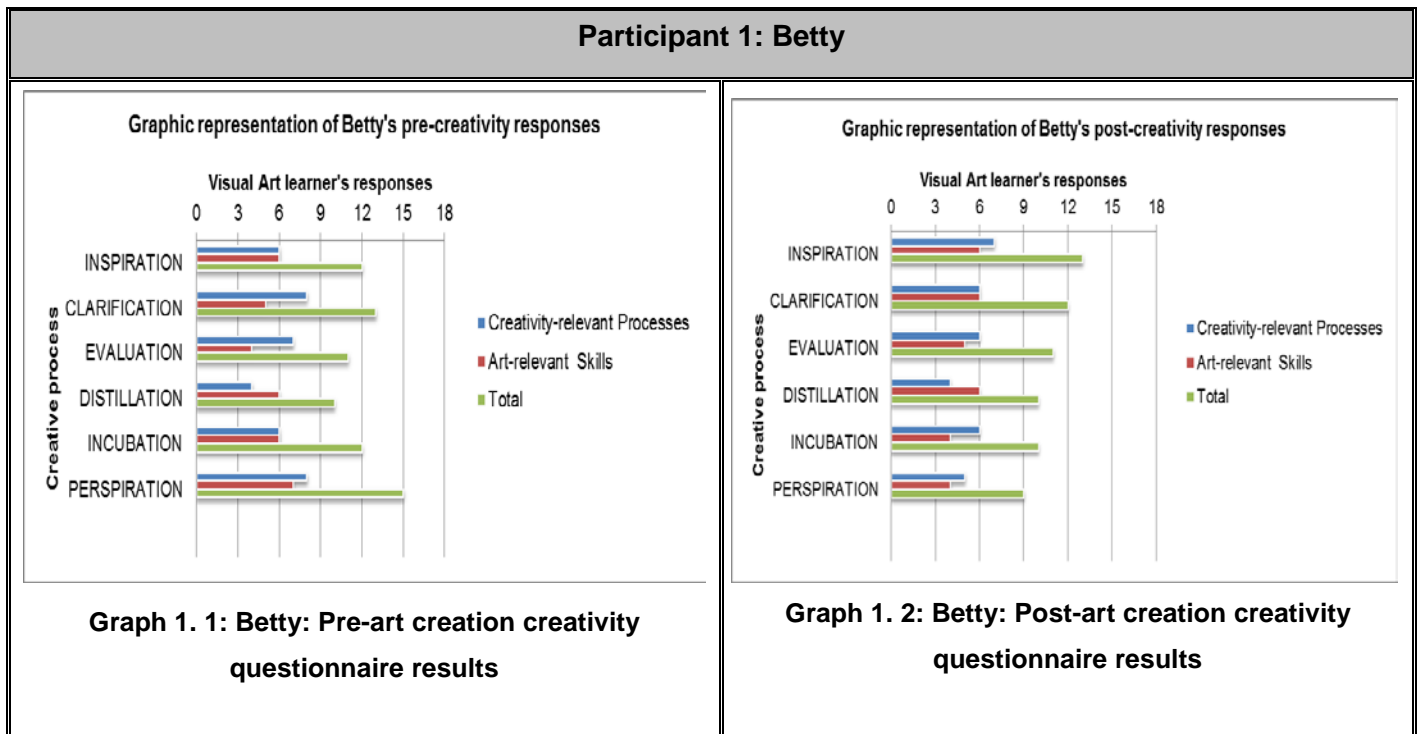 Participant 1: Betty
Graphic representation of Betty's pre-creativity responses
Visual Art learner's responses
0 3 6 9 12 15 18
Creative process
INSPIRATION
CLARIFICATION
EVALUATION
DISTILLATION
INCUBATION
PERSPIRATION
Creativity-relevant Processes
Art-relevant Skills
Total
Graph 1. 1: Betty: Pre-art creation creativity
questionnaire results
Graphic representation of Betty's post-creativity responses
Visual Art learner's responses
0 3 6 9 12 15 18
Creative process
INSPIRATION
CLARIFICATION
EVALUATION
DISTILLATION
INCUBATION
PERSPIRATION
Creativity-relevant Processes
Art-relevant Skills
Total
Graph 1. 2: Betty: Post-art creation creativity
questionnaire results